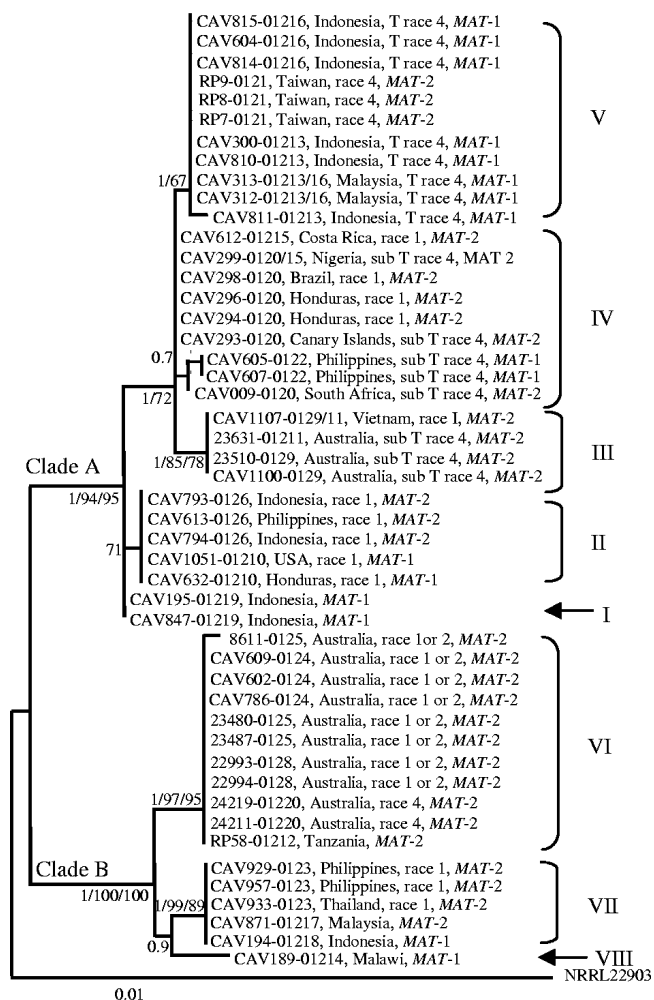 CAV815-01216, Indonesia, T race 4, MAT-1
CAV604-01216, Indonesia, T race 4, MAT-1
CAV814-01216, Indonesia, T race 4, MAT-1
RP9-0121, Taiwan, race 4, MAT-2
RP8-0121, Taiwan, race 4, MAT-2
RP7-0121, Taiwan, race 4, MAT-2
V
CAV300-01213, Indonesia, T race 4, MAT-1
CAV810-01213, Indonesia, T race 4, MAT-1
CAV313-01213/16, Malaysia, T race 4, MAT-1
1/67
CAV312-01213/16, Malaysia, T race 4, MAT-1
CAV811-01213, Indonesia, T race 4, MAT-1
CAV612-01215, Costa Rica, race 1, MAT-2
CAV299-0120/15, Nigeria, sub T race 4, MAT 2
CAV298-0120, Brazil, race 1, MAT-2
CAV296-0120, Honduras, race 1, MAT-2
CAV294-0120, Honduras, race 1, MAT-2
IV
CAV293-0120, Canary Islands, sub T race 4, MAT-2
0.7
CAV605-0122, Philippines, sub T race 4, MAT-1
CAV607-0122, Philippines, sub T race 4, MAT-1
CAV009-0120, South Africa, sub T race 4, MAT-2
1/72
CAV1107-0129/11, Vietnam, race I, MAT-2
23631-01211, Australia, sub T race 4, MAT-2
III
23510-0129, Australia, sub T race 4, MAT-2
1/85/78
Clade A
CAV1100-0129, Australia, sub T race 4, MAT-2
1/94/95
CAV793-0126, Indonesia, race 1, MAT-2
CAV613-0126, Philippines, race 1, MAT-2
CAV794-0126, Indonesia, race 1, MAT-2
II
71
CAV1051-01210, USA, race 1, MAT-1
CAV632-01210, Honduras, race 1, MAT-1
CAV195-01219, Indonesia, MAT-1
I
CAV847-01219, Indonesia, MAT-1
8611-0125, Australia, race 1or 2, MAT-2
CAV609-0124, Australia, race 1 or 2, MAT-2
CAV602-0124, Australia, race 1 or 2, MAT-2
CAV786-0124, Australia, race 1 or 2, MAT-2
23480-0125, Australia, race 1 or 2, MAT-2
23487-0125, Australia, race 1 or 2, MAT-2
VI
22993-0128, Australia, race 1 or 2, MAT-2
22994-0128, Australia, race 1 or 2, MAT-2
1/97/95
24219-01220, Australia, race 4, MAT-2
24211-01220, Australia, race 4, MAT-2
RP58-01212, Tanzania, MAT-2
Clade B
CAV929-0123, Philippines, race 1, MAT-2
1/100/100
CAV957-0123, Philippines, race 1, MAT-2
1/99/89
CAV933-0123, Thailand, race 1, MAT-2
VII
CAV871-01217, Malaysia, MAT-2
0.9
CAV194-01218, Indonesia, MAT-1
CAV189-01214, Malawi, MAT-1
VIII
NRRL22903
0.01